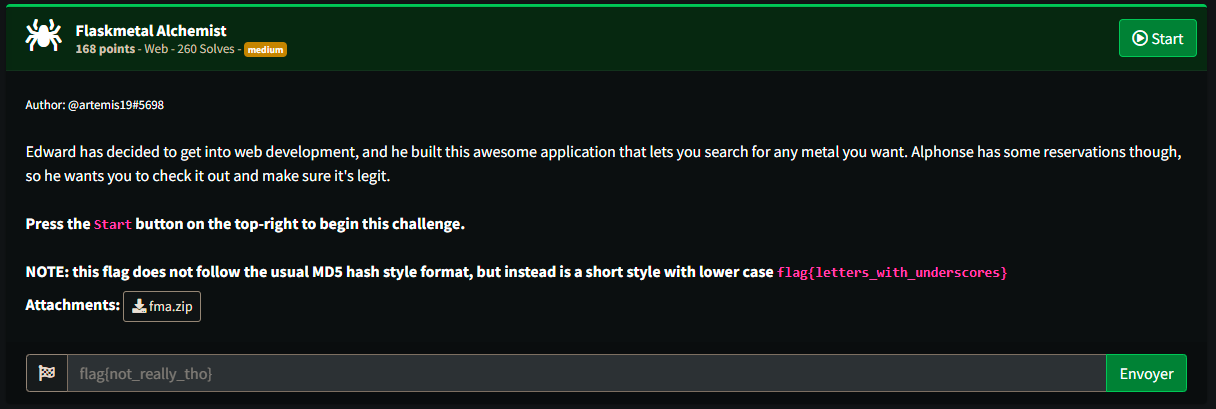 Flaskmetal Alchemist
168 points - Web - 260 Solves - medium
Start
Author: @artemis19#5698
Edward has decided to get into web development, and he built this awesome application that lets you search for any metal you want. Alphonse has some reservations though,
so he wants you to check it out and make sure it's legit.
Press the Start button on the top-right to begin this challenge.
NOTE: this flag does not follow the usual MD5 hash style format, but instead is a short style with lower case flag{letters_with_underscores}
Attachments: fma.zip
flag{not_really_tho}
Envoyer